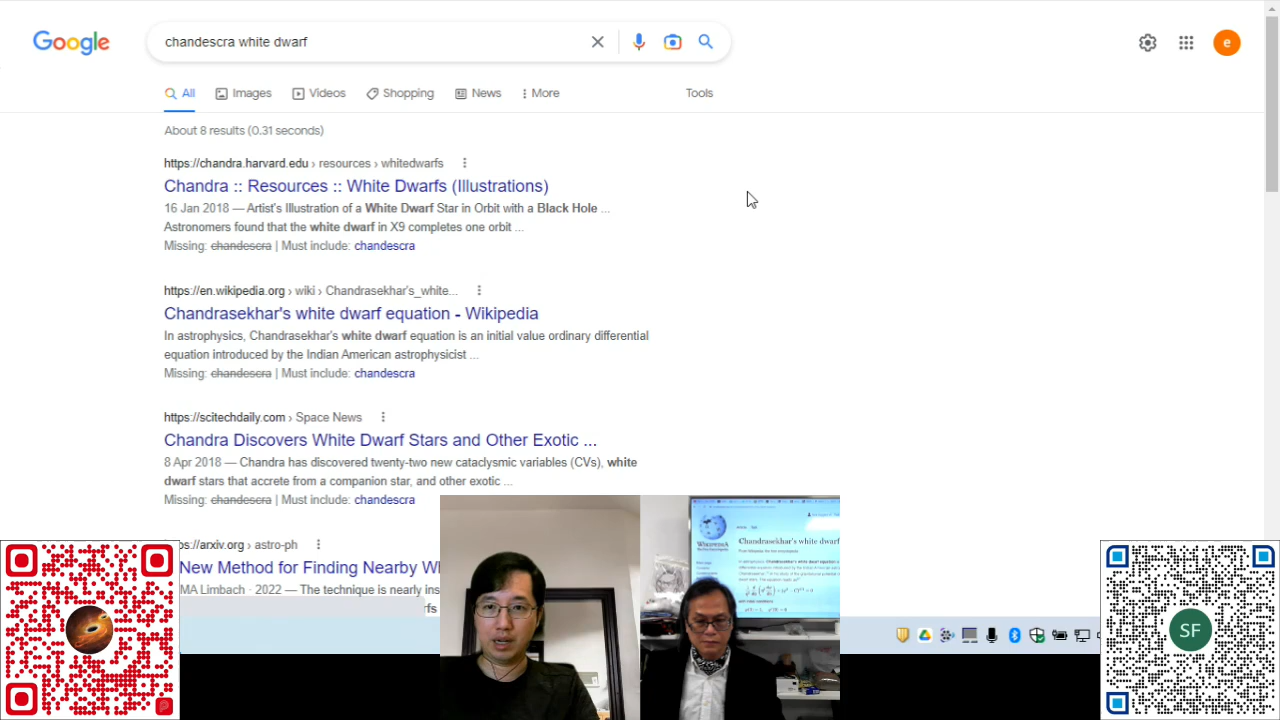 Google
chandescra white dwarf
e
All
Images
Videos
Shopping
News
More
Tools
About 8 results (0.31 seconds)
https://chandra.harvard.edu › resources › whitedwarfs
Chandra :: Resources :: White Dwarfs (Illustrations)
16 Jan 2018 — Artist's Illustration of a White Dwarf Star in Orbit with a Black Hole ...
Astronomers found that the white dwarf in X9 completes one orbit ...
Missing: chandescra | Must include: chandescra
https://en.wikipedia.org › wiki › Chandrasekhar's_white...
Chandrasekhar's white dwarf equation - Wikipedia
In astrophysics, Chandrasekhar's white dwarf equation is an initial value ordinary differential
equation introduced by the Indian American astrophysicist ...
Missing: chandescra | Must include: chandescra
https://scitechdaily.com › Space News
Chandra Discovers White Dwarf Stars and Other Exotic ...
8 Apr 2018 — Chandra has discovered twenty-two new cataclysmic variables (CVs), white
dwarf stars that accrete from a companion star, and other exotic ...
Missing: chandescra | Must include: chandescra
arxiv.org › astro-ph
New Method for Finding Nearby
MA Limbach · 2022 — The technique is nearly
WIKIPEDIA
Chandrasekhar's white dwarf
SF